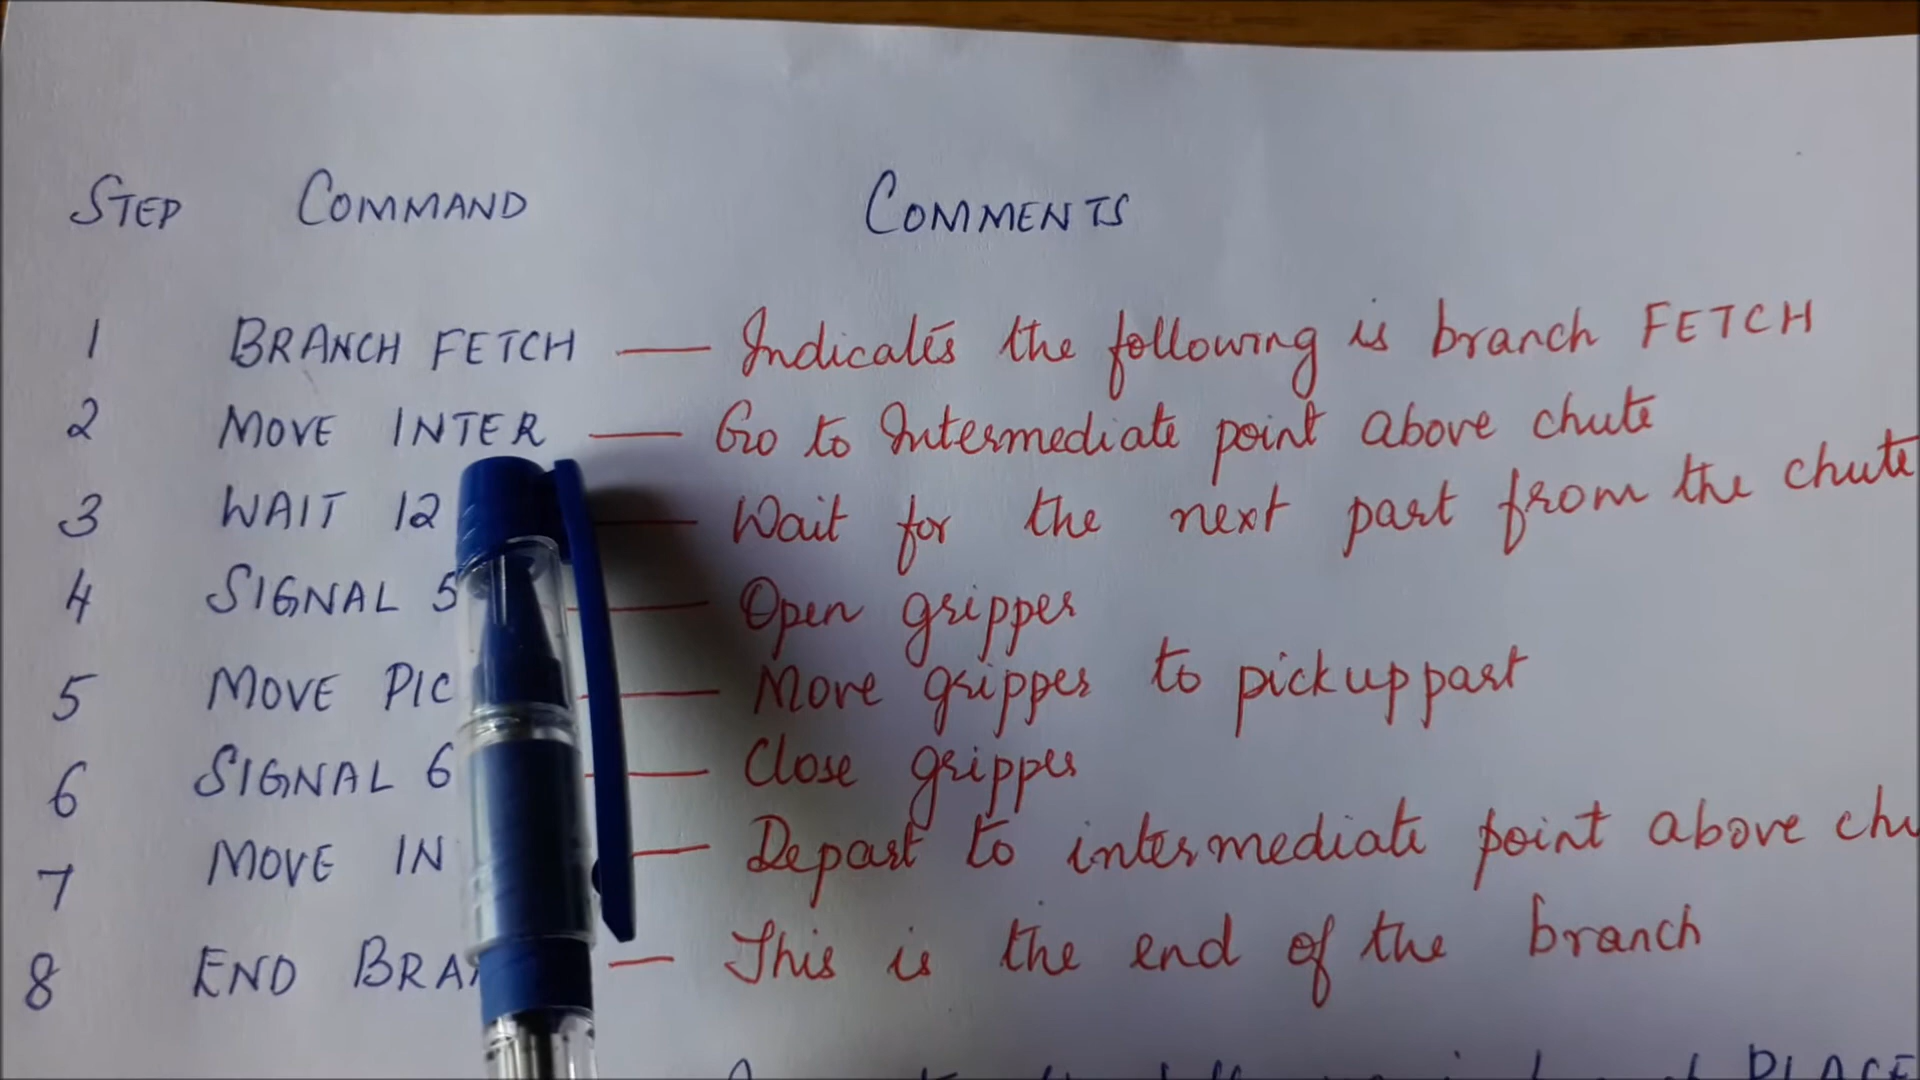 STEP COMMAND COMMENTS
1 BRANCH FETCH — Indicates the following is branch FETCH
2 MOVE INTER — Go to Intermediate point above chute
3 WAIT 12 — Wait for the next part from the chute
4 SIGNAL 5 — Open gripper
5 MOVE PIC — Move gripper to pickup part
6 SIGNAL 6 — Close gripper
7 MOVE IN — Depart to intermediate point above chu
8 END BRA — This is the end of the branch
PLACE